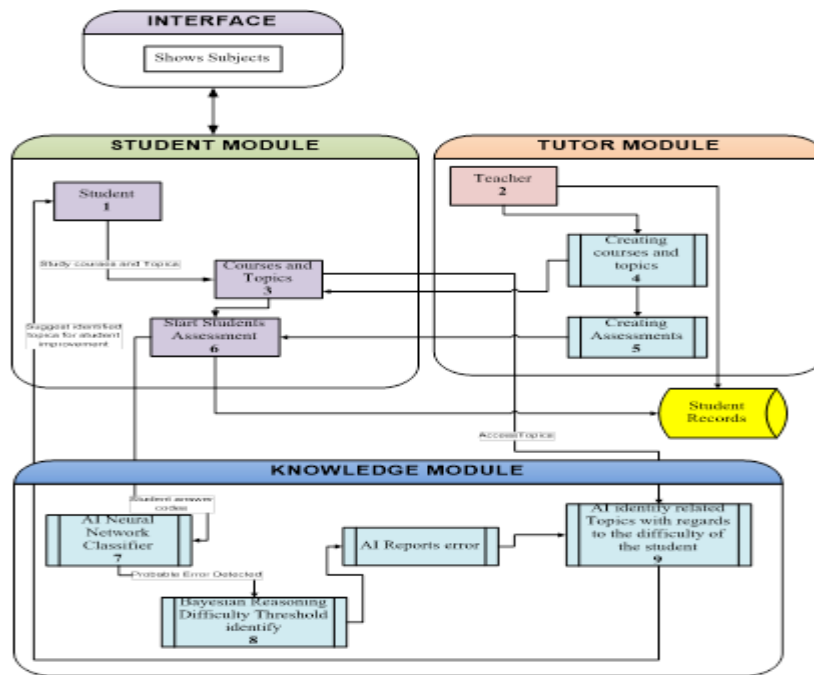 INTERFACE
Shows Subjects
STUDENT MODULE
TUTOR MODULE
Student
1
Teacher
2
Study courses and Topics
Courses and
Topics
3
Creating
courses and
topics
4
Suggest identified
topics for student
improvement
Start Students
Assessment
6
Creating
Assessments
5
Student
Records
AccessTopics
KNOWLEDGE MODULE
Student answer
codes
AI Neural
Network
Classifier
7
AI Reports error
AI identify related
Topics with regards
to the difficulty of
the student
9
Probable Error Detected
Bayesian Reasoning
Difficulty Threshold
identify
8